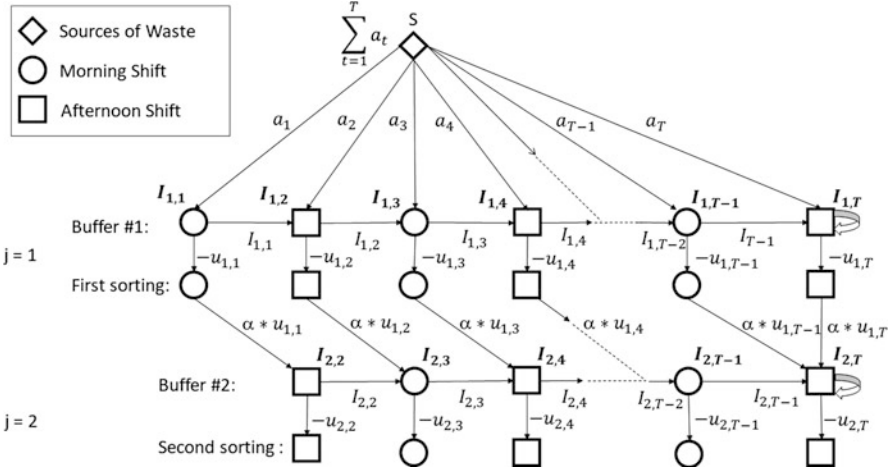 Sources of Waste
Morning Shift
Afternoon Shift
S
\sum_{t=1}^{T} a_t
a_1 a_2 a_3 a_4 a_{T-1} a_T
I_{1,1} I_{1,2} I_{1,3} I_{1,4} I_{1,T-1} I_{1,T}
Buffer #1:
I_{1,1} I_{1,2} I_{1,3} I_{1,4} I_{1,T-2} I_{T-1}
j = 1
-u_{1,1} -u_{1,2} -u_{1,3} -u_{1,4} -u_{1,T-1} -u_{1,T}
First sorting:
α * u_{1,1} α * u_{1,2} α * u_{1,3} α * u_{1,4} α * u_{1,T-1} α * u_{1,T}
I_{2,2} I_{2,3} I_{2,4} I_{2,T-1} I_{2,T}
Buffer #2:
I_{2,2} I_{2,3} I_{2,4} I_{2,T-2} I_{2,T-1}
j = 2
-u_{2,2} -u_{2,3} -u_{2,4} -u_{2,T-1} -u_{2,T}
Second sorting :